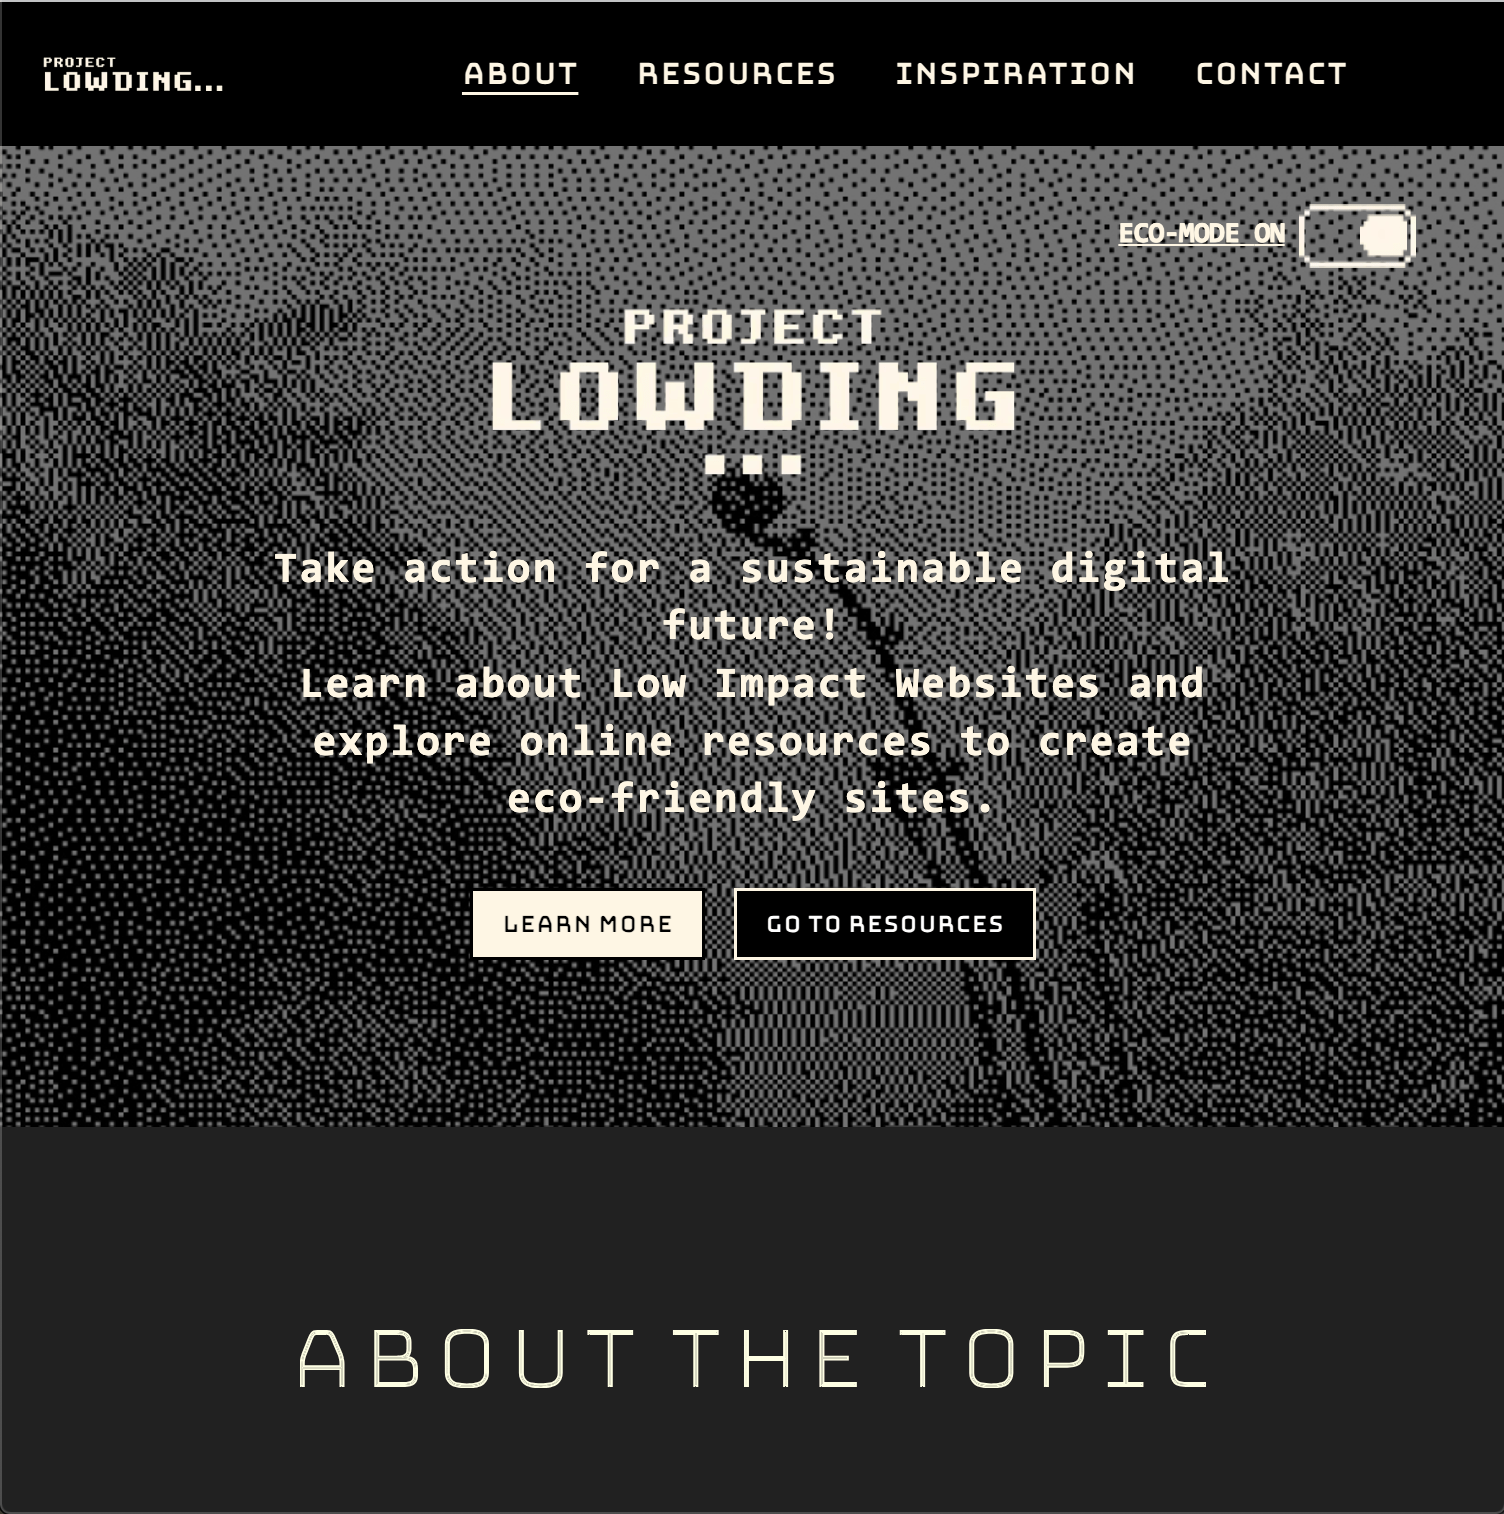 PROJECT
LOWDING...
ABOUT RESOURCES INSPIRATION CONTACT
ECO-MODE ON
PROJECT
LOWDING
...
Take action for a sustainable digital
future!
Learn about Low Impact Websites and
explore online resources to create
eco-friendly sites.
LEARN MORE GO TO RESOURCES
ABOUT THE TOPIC